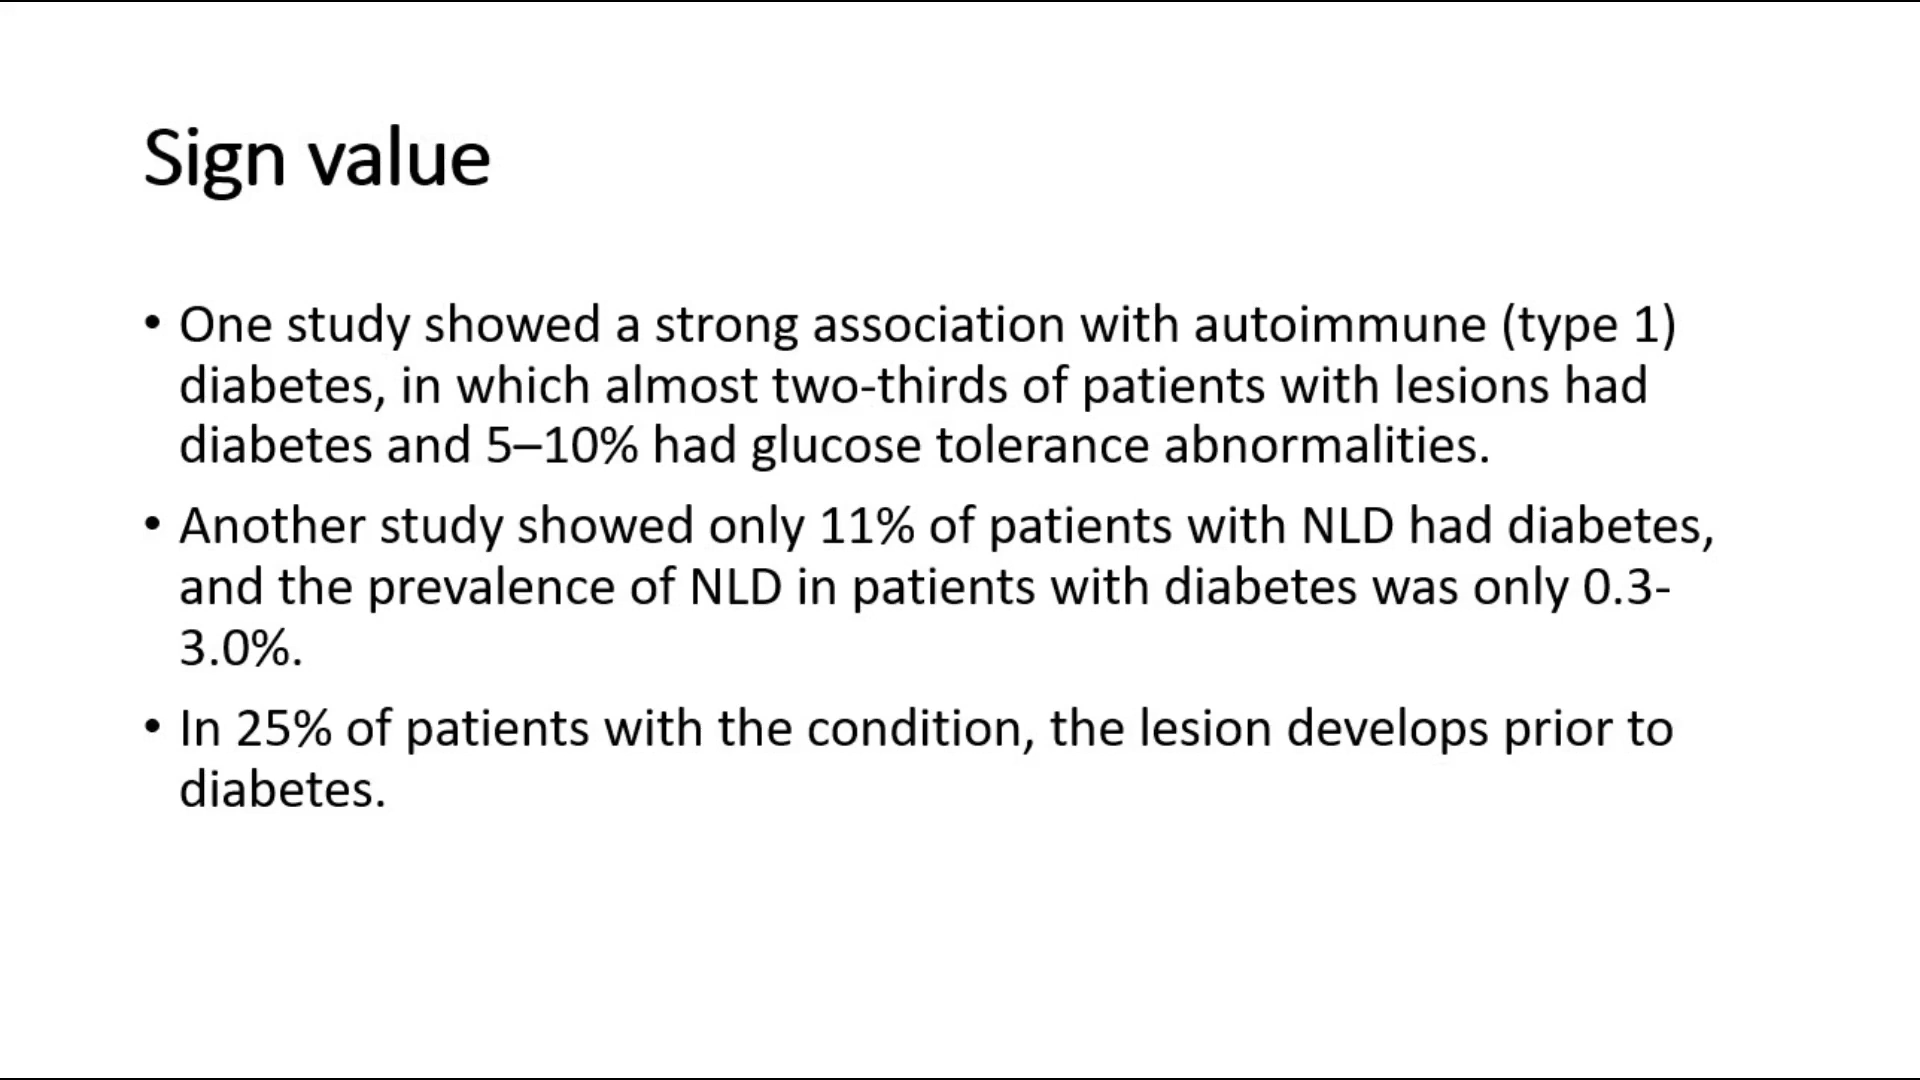 Sign value
• One study showed a strong association with autoimmune (type 1)
diabetes, in which almost two-thirds of patients with lesions had
diabetes and 5–10% had glucose tolerance abnormalities.
• Another study showed only 11% of patients with NLD had diabetes,
and the prevalence of NLD in patients with diabetes was only 0.3-
3.0%.
• In 25% of patients with the condition, the lesion develops prior to
diabetes.